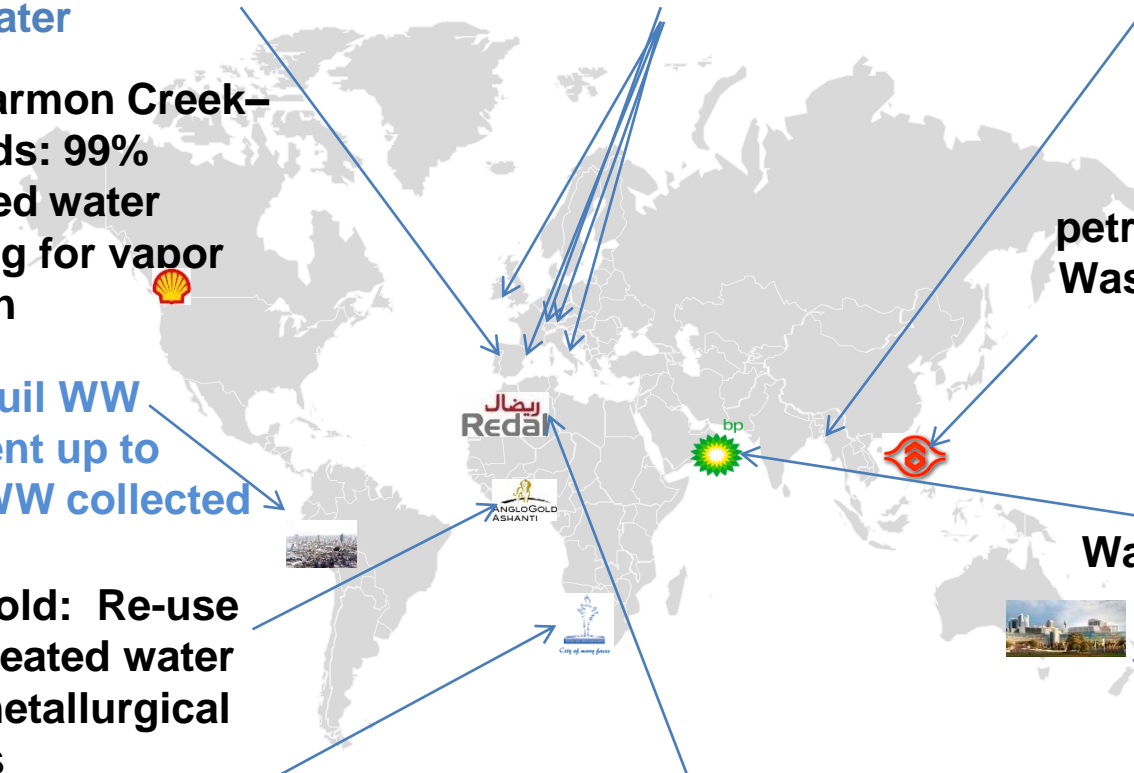 ater
armon Creek–
ds: 99%
ed water
g for vapor
n
uil WW
ent up to
WW collected
old: Re-use
eated water
metallurgical
s
ريضال
Redal
ANGLOGOLD
ASHANTI
City of many faces
bp
petr
Was
Wa